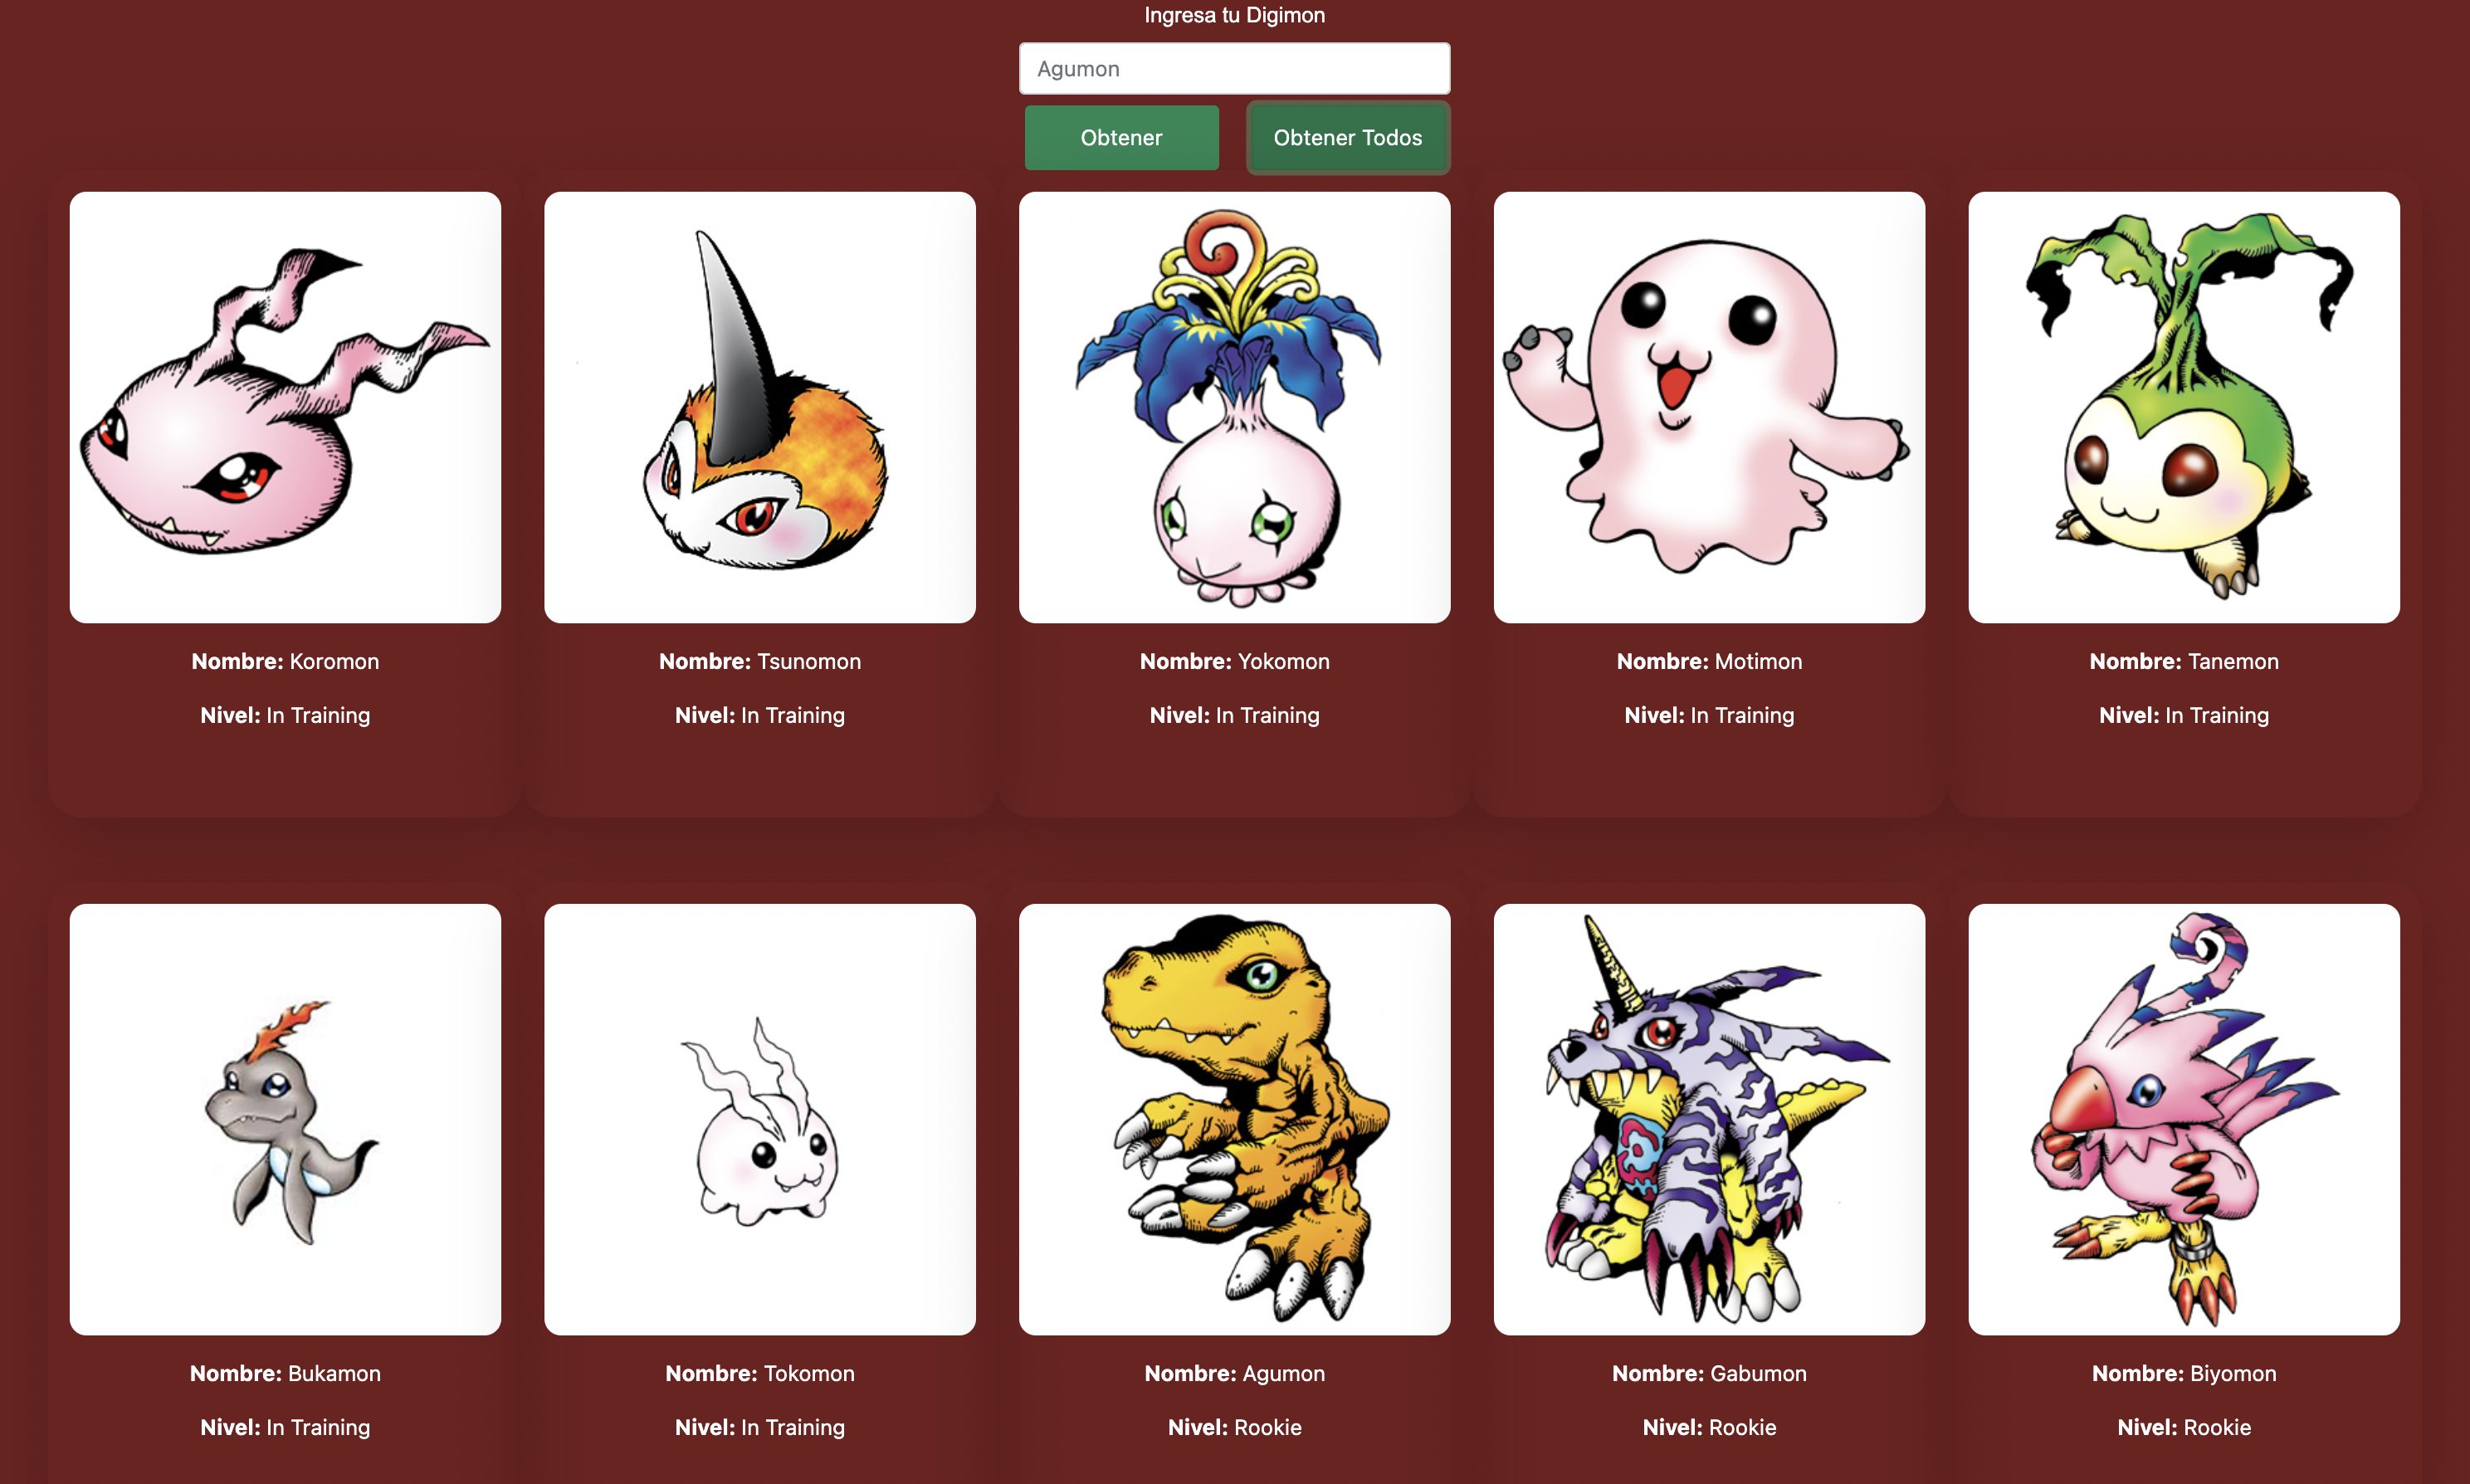 Ingresa tu Digimon
Agumon
Obtener
Obtener Todos
Nombre: Koromon
Nivel: In Training
Nombre: Tsunomon
Nivel: In Training
Nombre: Yokomon
Nivel: In Training
Nombre: Motimon
Nivel: In Training
Nombre: Tanemon
Nivel: In Training
Nombre: Bukamon
Nivel: In Training
Nombre: Tokomon
Nivel: In Training
Nombre: Agumon
Nivel: Rookie
Nombre: Gabumon
Nivel: Rookie
Nombre: Biyomon
Nivel: Rookie